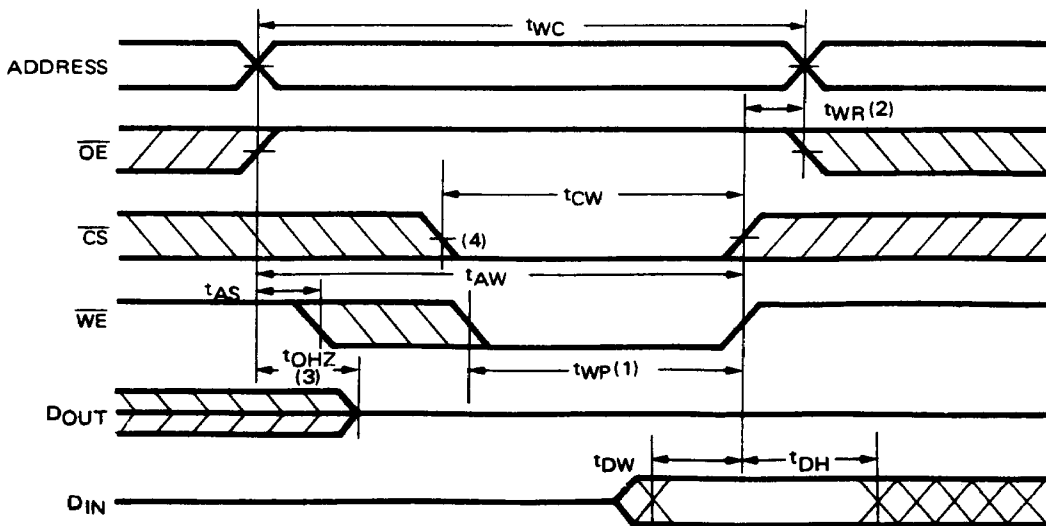 tWC
ADDRESS
tWR (2)
OE
tCW
CS
(4)
tAW
tAS
WE
tOHZ
(3)
tWP (1)
DOUT
tDW
tDH
DIN